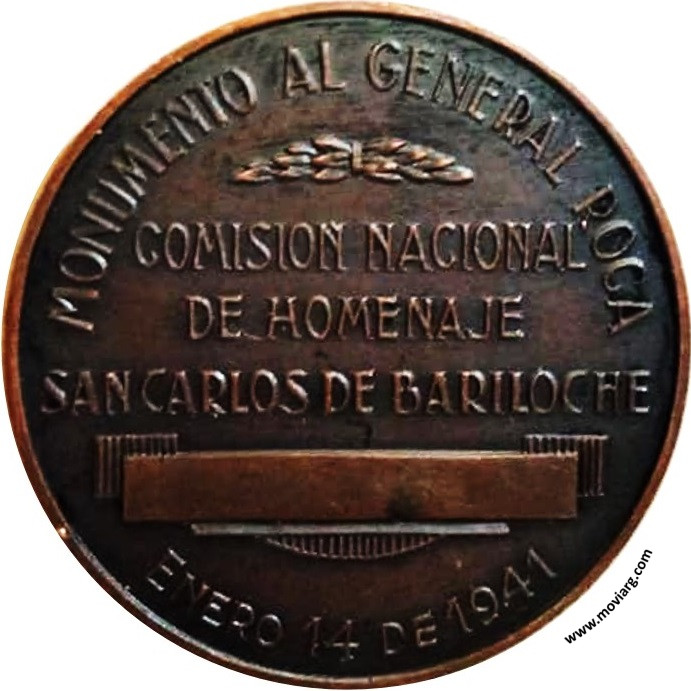 MONUMENTO AL GENERAL ROCA
COMISION NACIONAL
DE HOMENAJE
SAN CARLOS DE BARILOCHE
ENERO 14 DE 1941
www.moviarg.com